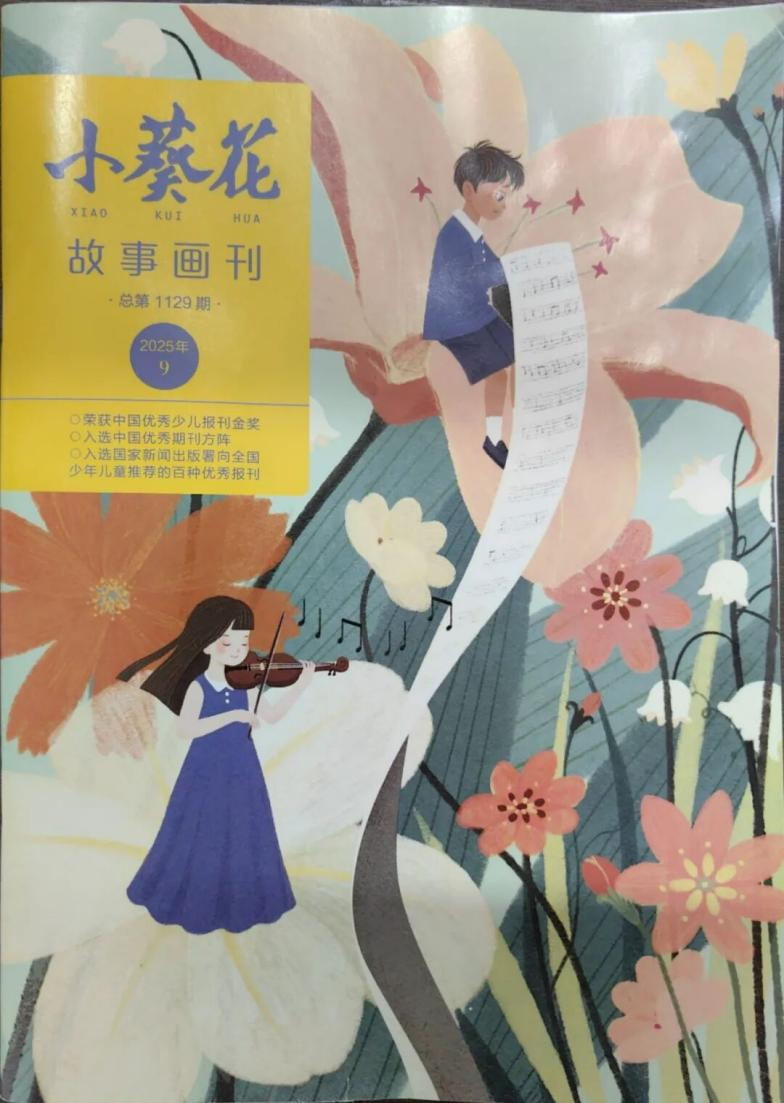 小葵花
XIAO KUI HUA
故事画刊
·总第1129期·
2025年
9
○荣获中国优秀少儿报刊金奖
○入选中国优秀期刊方阵
○入选国家新闻出版署向全国
少年儿童推荐的百种优秀报刊